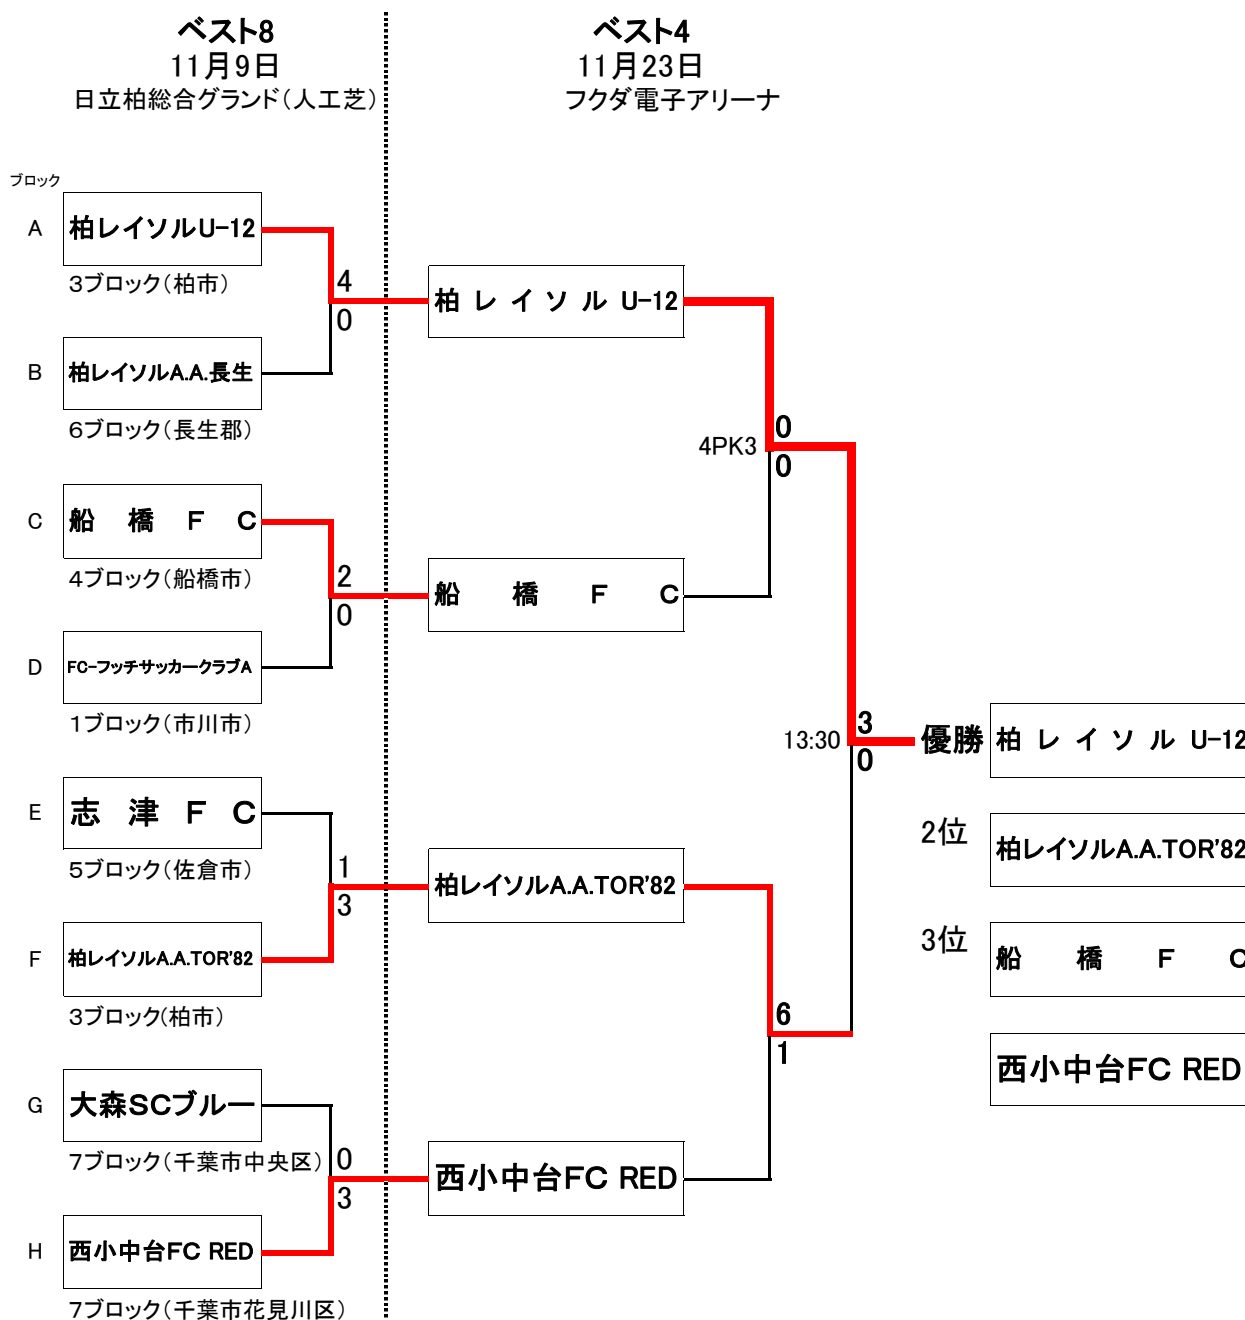 ベスト8
11月9日
日立柏総合グランド(人工芝)
ベスト4
11月23日
フクダ電子アリーナ
ブロック
A
柏レイソルU-12
3ブロック(柏市)
4
0
B
柏レイソルA.A.長生
6ブロック(長生郡)
C
船 橋 F C
4ブロック(船橋市)
2
0
D
FC-フッチサッカークラブA
1ブロック(市川市)
E
志 津 F C
5ブロック(佐倉市)
1
3
F
柏レイソルA.A.TOR'82
3ブロック(柏市)
G
大森SCブルー
7ブロック(千葉市中央区)
0
3
H
西小中台FC RED
7ブロック(千葉市花見川区)
柏 レ イ ソ ル U-12
4PK3
0
0
船 橋 F C
柏レイソルA.A.TOR'82
6
1
西小中台FC RED
13:30
3
0
優勝
柏 レ イ ソ ル U-12
2位
柏レイソルA.A.TOR'82
3位
船 橋 F C
西小中台FC RED